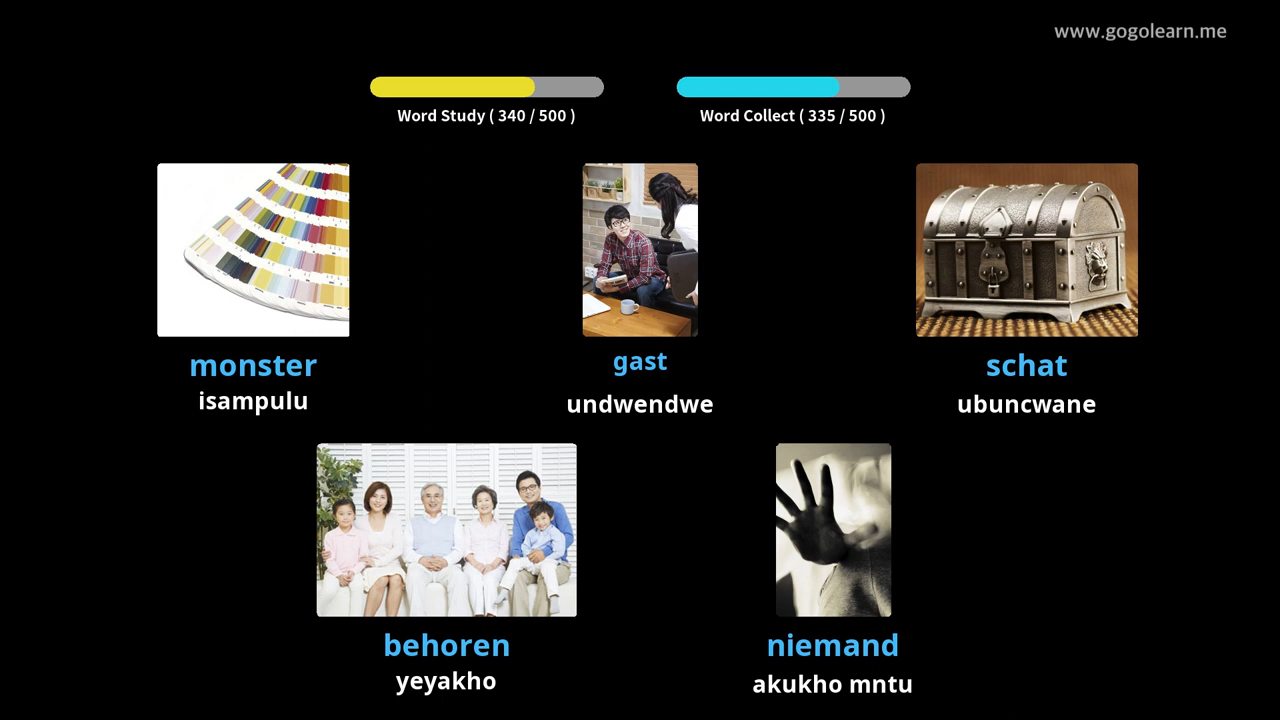 www.gogolearn.me
Word Study ( 340 / 500 )
Word Collect ( 335 / 500 )
monster
isampulu
gast
undwendwe
schat
ubuncwane
behoren
yeyakho
niemand
akukho mntu